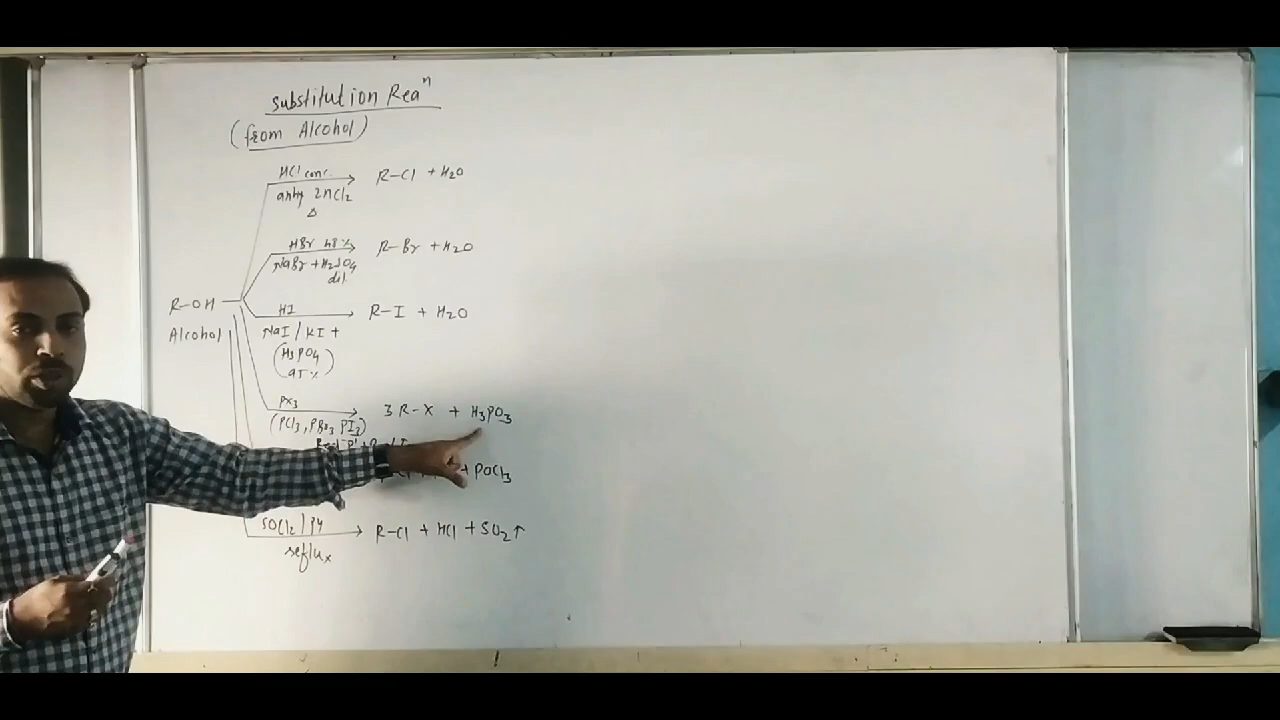 Substitution Reaⁿ
(from Alcohol)
HCl conc.
R-Cl + H2O
anhy ZnCl2
Δ
HBr 48%
R-Br + H2O
NaBr + H2SO4
dil.
R-OH
Alcohol
HI
R-I + H2O
NaI / KI +
(H3PO4
95%)
PX3
3 R-X + H3PO3
(PCl3, PBr3, PI3)
+ POCl3
SOCl2 / Py
R-Cl + HCl + SO2↑
reflux